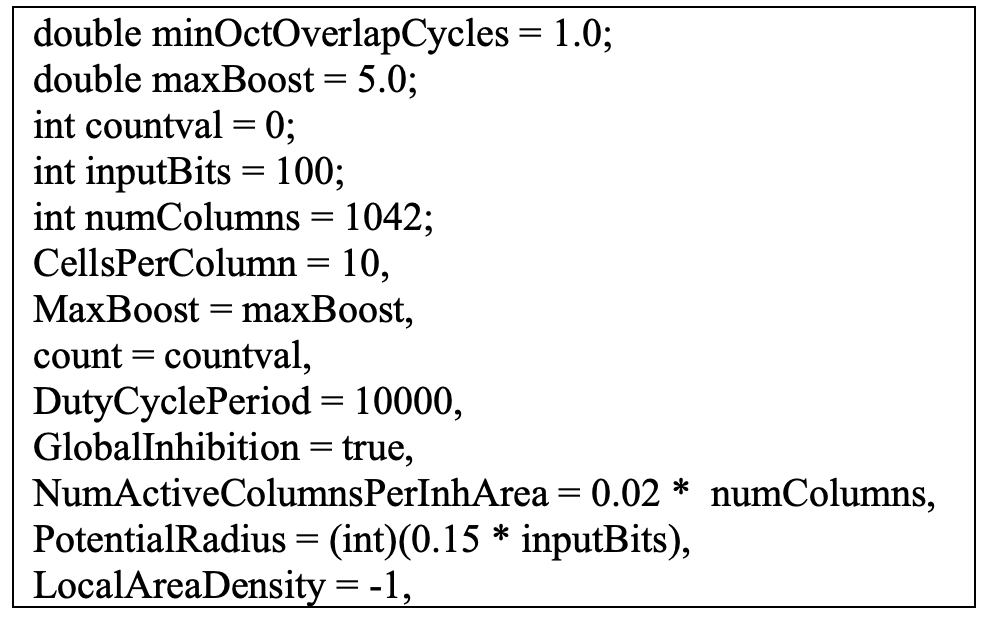 double minOctOverlapCycles = 1.0;
double maxBoost = 5.0;
int countval = 0;
int inputBits = 100;
int numColumns = 1042;
CellsPerColumn = 10,
MaxBoost = maxBoost,
count = countval,
DutyCyclePeriod = 10000,
GlobalInhibition = true,
NumActiveColumnsPerInhArea = 0.02 * numColumns,
PotentialRadius = (int)(0.15 * inputBits),
LocalAreaDensity = -1,